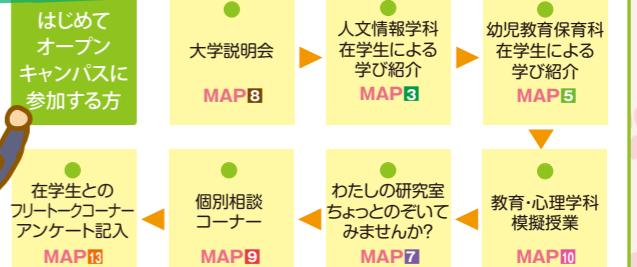 はじめて
オープン
キャンパスに
参加する方
大学説明会
MAP8
人文情報学科
在学生による
学び紹介
MAP3
幼児教育保育科
在学生による
学び紹介
MAP5
教育・心理学科
模擬授業
MAP10
わたしの研究室
ちょっとのぞいて
みませんか?
MAP7
個別相談
コーナー
MAP9
在学生との
フリートークコーナー
アンケート記入
MAP13